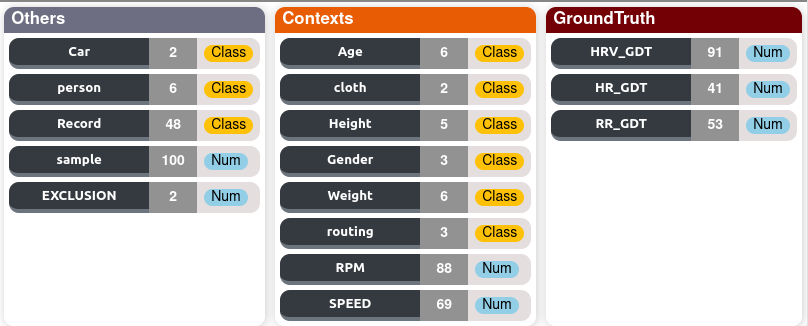 Others
Car 2 Class
person 6 Class
Record 48 Class
sample 100 Num
EXCLUSION 2 Num
Contexts
Age 6 Class
cloth 2 Class
Height 5 Class
Gender 3 Class
Weight 6 Class
routing 3 Class
RPM 88 Num
SPEED 69 Num
GroundTruth
HRV_GDT 91 Num
HR_GDT 41 Num
RR_GDT 53 Num